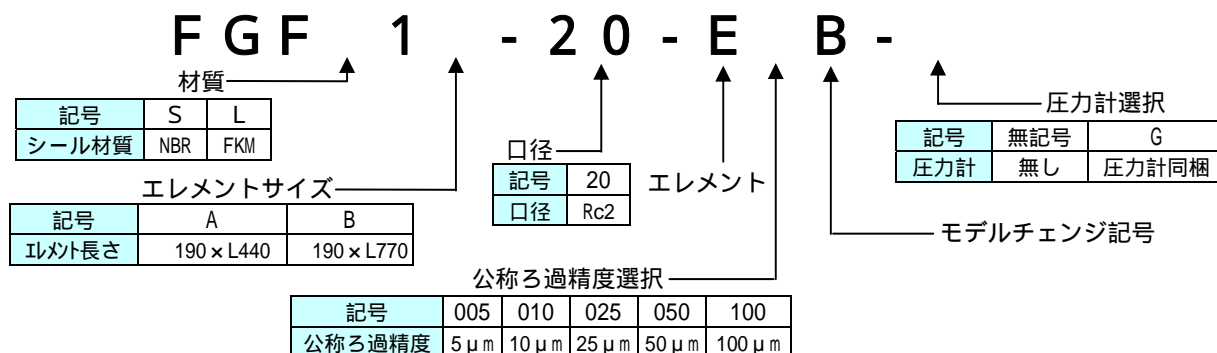 FGF 1 -20-E B-
材質
記号 S L
シール材質 NBR FKM
圧力計選択
記号 無記号 G
圧力計 無し 圧力計同梱
口径
記号 20
口径 Rc2
エレメント
エレメントサイズ
記号 A B
エレメント長さ 190×L440 190×L770
モデルチェンジ記号
公称ろ過精度選択
記号 005 010 025 050 100
公称ろ過精度 5μm 10μm 25μm 50μm 100μm